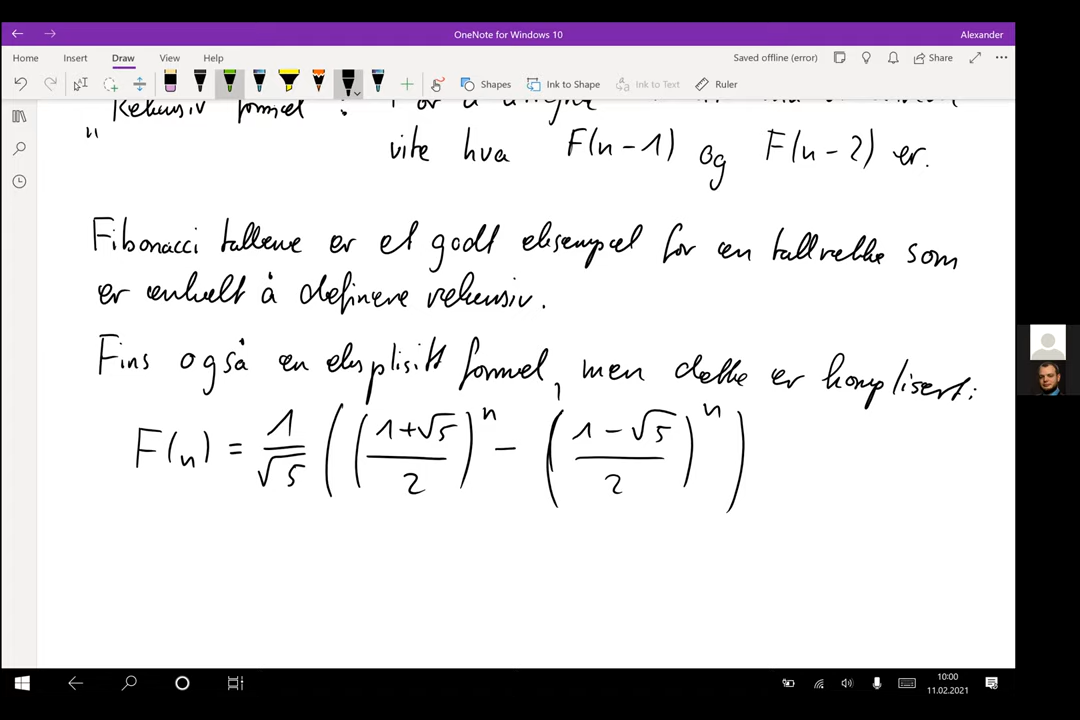 OneNote for Windows 10
Alexander
Home Insert Draw View Help
Saved offline (error) Share
Shapes Ink to Shape Ink to Text Ruler
"Rekursiv formel":
vite hva F(n-1) og F(n-2) er.
Fibonacci tallene er et godt eksempel for en tallrekke som
er enkelt å definere rekursiv.
Fins også en eksplisitt formel, men dette er komplisert:
F(n) = 1/√5 (((1+√5)/2)^n - ((1-√5)/2)^n)
10:00
11.02.2021